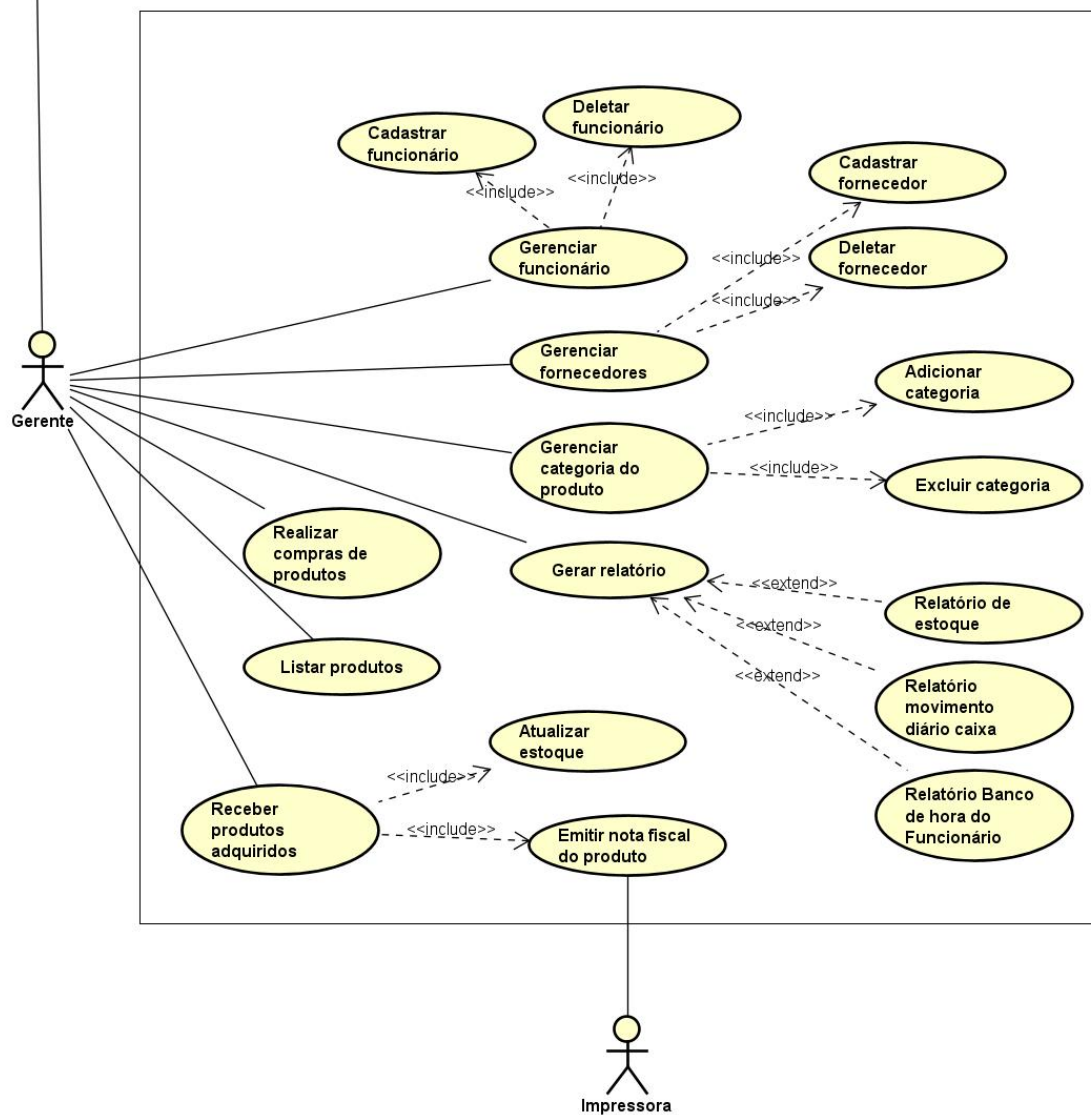 Deletar
funcionário
Cadastrar
funcionário
<<include>>
<<include>>
Cadastrar
fornecedor
Gerenciar
funcionário
Deletar
fornecedor
<<include>>
<<include>>
Gerenciar
fornecedores
Gerente
Adicionar
categoria
<<include>>
Gerenciar
categoria do
produto
<<include>>
Excluir categoria
Realizar
compras de
produtos
Gerar relatório
<<extend>>
Relatório de
estoque
<<extend>>
Listar produtos
<<extend>>
Relatório
movimento
diário caixa
Atualizar
estoque
<<include>>
Receber
produtos
adquiridos
<<include>>
Emitir nota fiscal
do produto
Relatório Banco
de hora do
Funcionário
Impressora